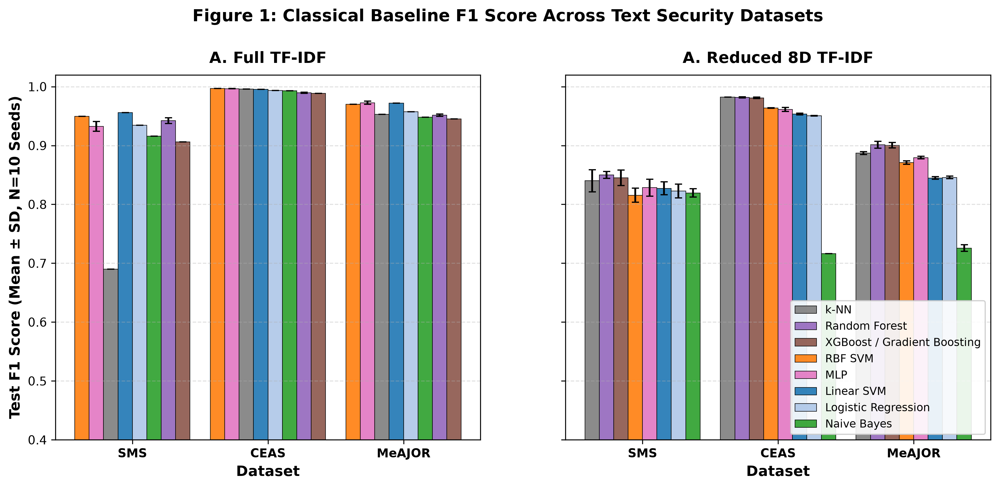 Figure 1: Classical Baseline F1 Score Across Text Security Datasets
A. Full TF-IDF
Test F1 Score (Mean ± SD, N=10 Seeds)
1.0
0.9
0.8
0.7
0.6
0.5
0.4
SMS
CEAS
MeAJOR
Dataset
A. Reduced 8D TF-IDF
k-NN
Random Forest
XGBoost / Gradient Boosting
RBF SVM
MLP
Linear SVM
Logistic Regression
Naive Bayes
SMS
CEAS
MeAJOR
Dataset